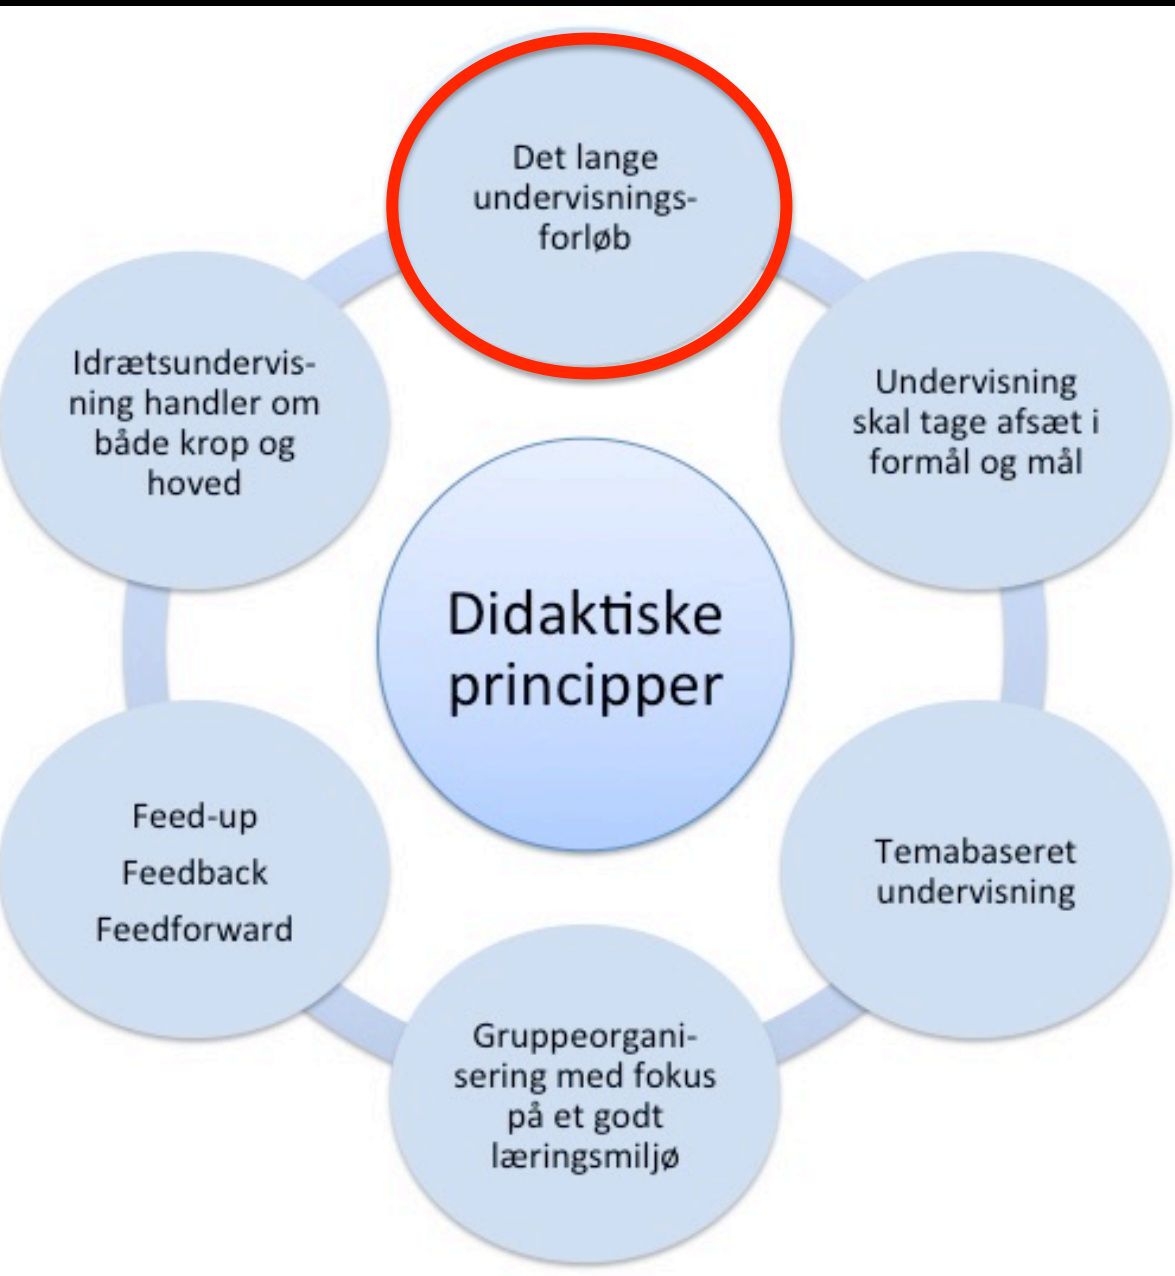 Det lange
undervisnings-
forløb
Undervisning
skal tage afsæt i
formål og mål
Temabaseret
undervisning
Gruppeorgani-
sering med fokus
på et godt
læringsmiljø
Feed-up
Feedback
Feedforward
Idrætsundervis-
ning handler om
både krop og
hoved
Didaktiske
principper